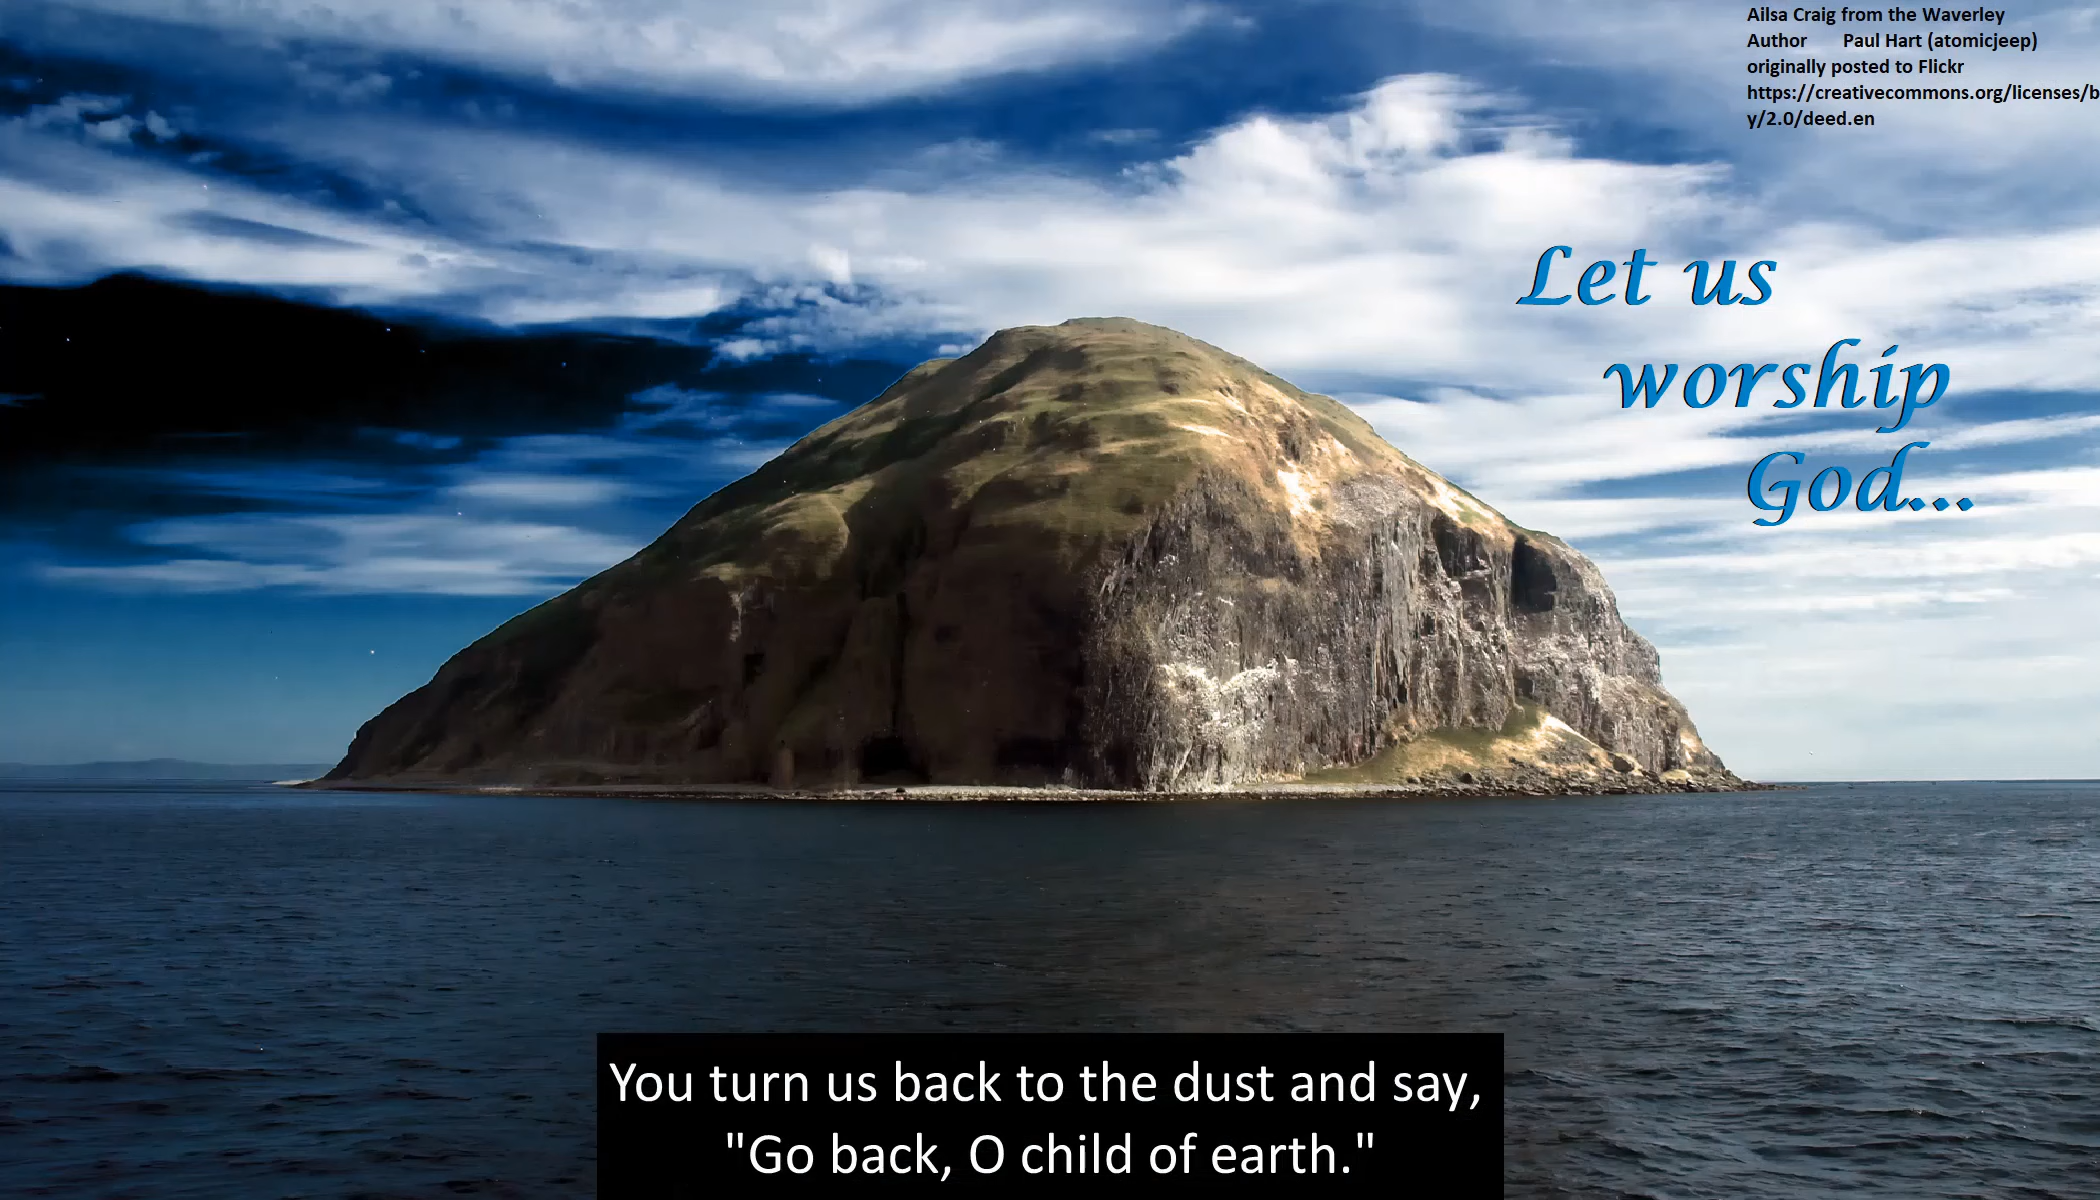 Ailsa Craig from the Waverley
Author Paul Hart (atomicjeep)
originally posted to Flickr
https://creativecommons.org/licenses/b
y/2.0/deed.en
Let us
worship
God...
You turn us back to the dust and say,
"Go back, O child of earth."